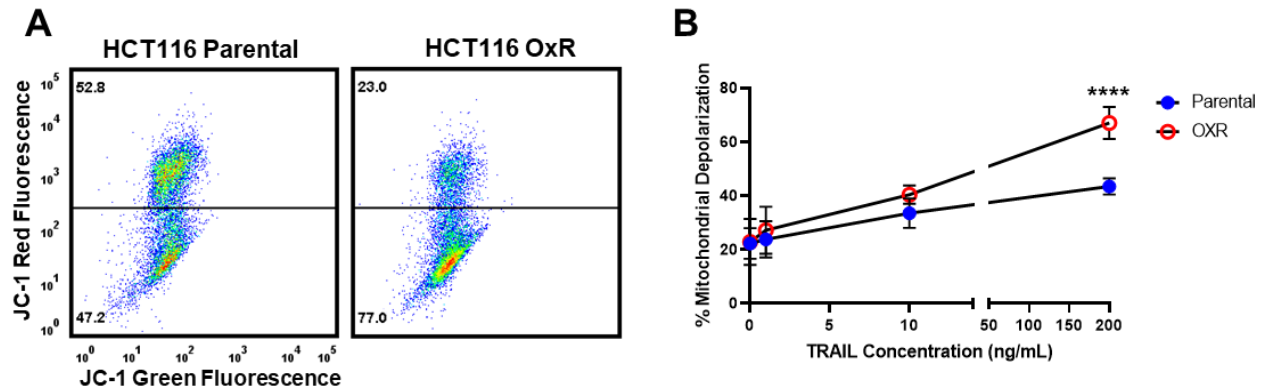 A
HCT116 Parental
HCT116 OxR
JC-1 Red Fluorescence
10^5
10^4
10^3
10^2
10^1
10^0
52.8
47.2
23.0
77.0
10^0 10^1 10^2 10^3 10^4 10^5
JC-1 Green Fluorescence
B
% Mitochondrial Depolarization
80
60
40
20
0
0 5 10 50 100 150 200
TRAIL Concentration (ng/mL)
****
Parental
OXR